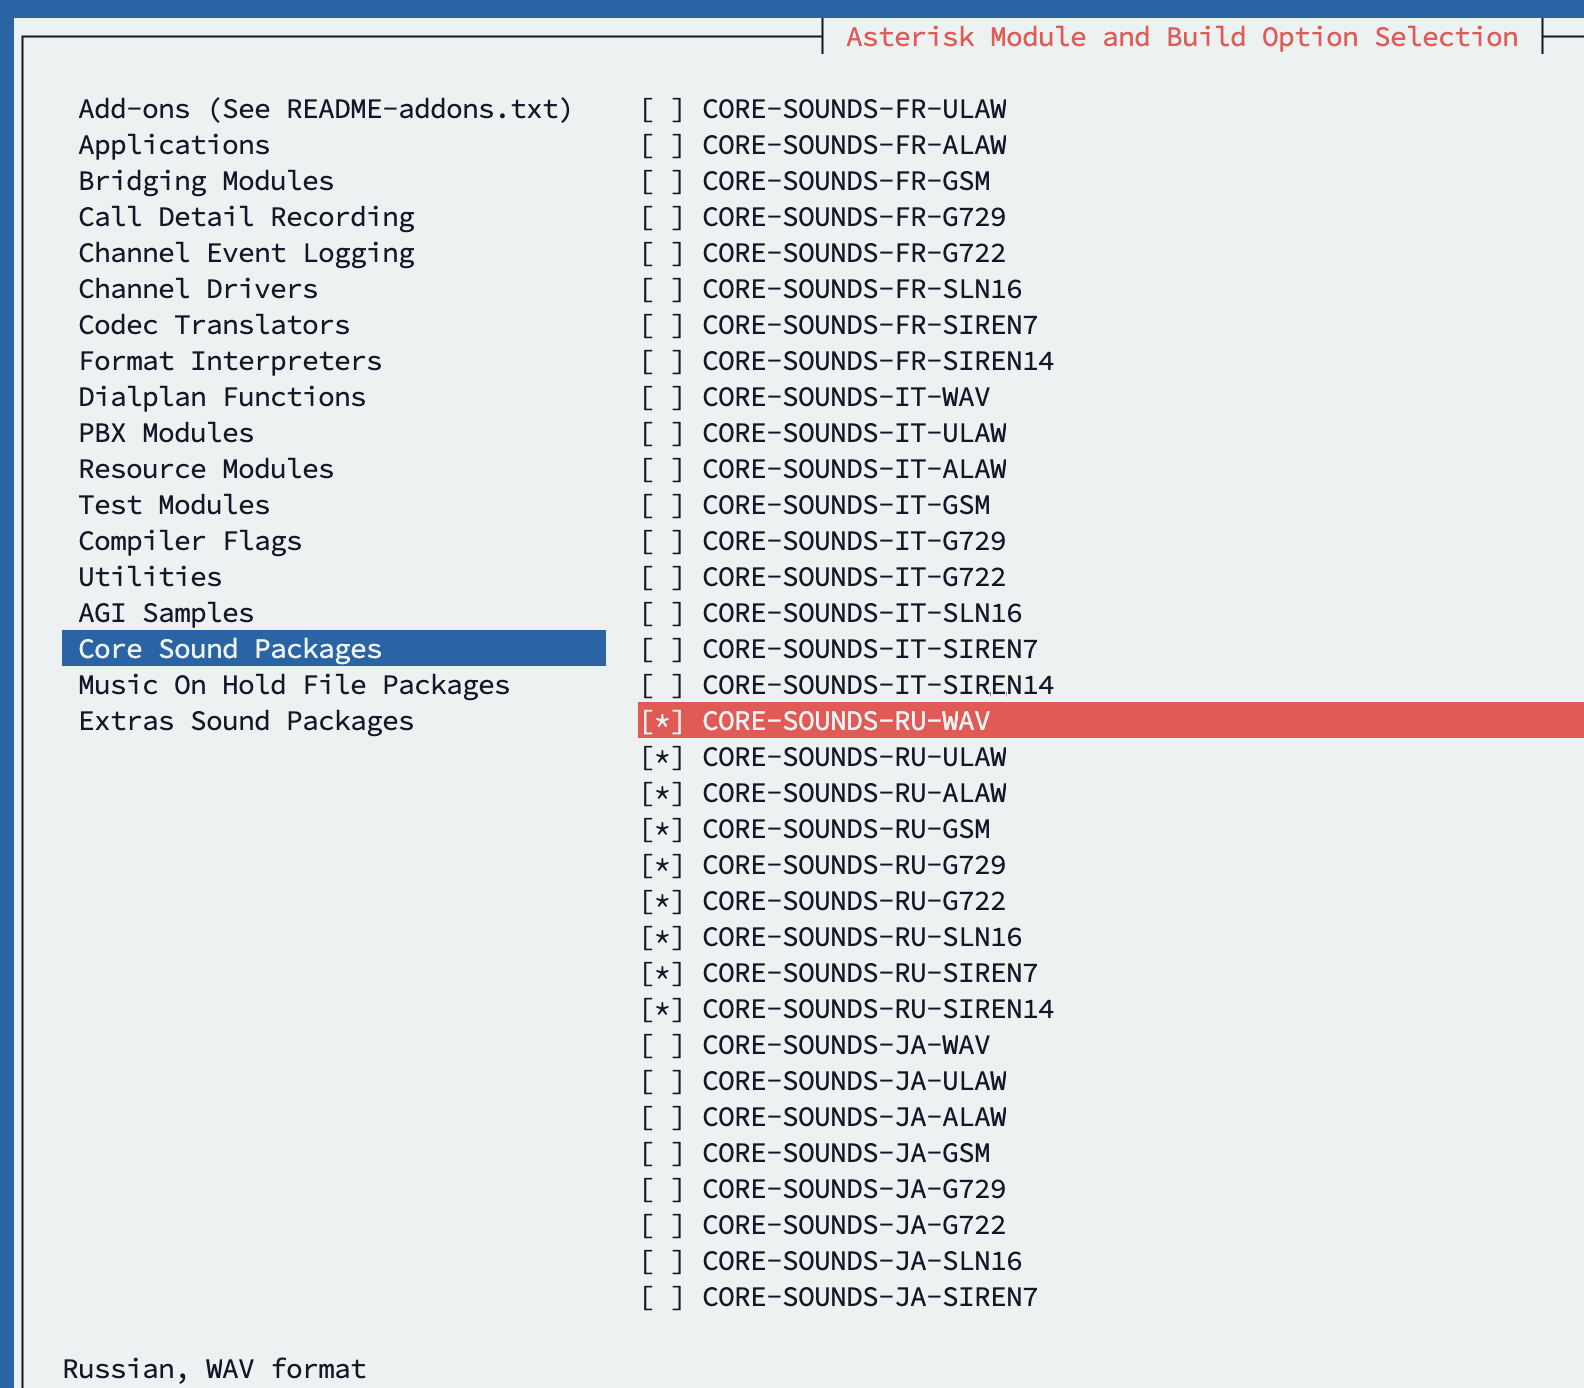 Asterisk Module and Build Option Selection
Add-ons (See README-addons.txt)
Applications
Bridging Modules
Call Detail Recording
Channel Event Logging
Channel Drivers
Codec Translators
Format Interpreters
Dialplan Functions
PBX Modules
Resource Modules
Test Modules
Compiler Flags
Utilities
AGI Samples
Core Sound Packages
Music On Hold File Packages
Extras Sound Packages
[ ] CORE-SOUNDS-FR-ULAW
[ ] CORE-SOUNDS-FR-ALAW
[ ] CORE-SOUNDS-FR-GSM
[ ] CORE-SOUNDS-FR-G729
[ ] CORE-SOUNDS-FR-G722
[ ] CORE-SOUNDS-FR-SLN16
[ ] CORE-SOUNDS-FR-SIREN7
[ ] CORE-SOUNDS-FR-SIREN14
[ ] CORE-SOUNDS-IT-WAV
[ ] CORE-SOUNDS-IT-ULAW
[ ] CORE-SOUNDS-IT-ALAW
[ ] CORE-SOUNDS-IT-GSM
[ ] CORE-SOUNDS-IT-G729
[ ] CORE-SOUNDS-IT-G722
[ ] CORE-SOUNDS-IT-SLN16
[ ] CORE-SOUNDS-IT-SIREN7
[ ] CORE-SOUNDS-IT-SIREN14
[*] CORE-SOUNDS-RU-WAV
[*] CORE-SOUNDS-RU-ULAW
[*] CORE-SOUNDS-RU-ALAW
[*] CORE-SOUNDS-RU-GSM
[*] CORE-SOUNDS-RU-G729
[*] CORE-SOUNDS-RU-G722
[*] CORE-SOUNDS-RU-SLN16
[*] CORE-SOUNDS-RU-SIREN7
[*] CORE-SOUNDS-RU-SIREN14
[ ] CORE-SOUNDS-JA-WAV
[ ] CORE-SOUNDS-JA-ULAW
[ ] CORE-SOUNDS-JA-ALAW
[ ] CORE-SOUNDS-JA-GSM
[ ] CORE-SOUNDS-JA-G729
[ ] CORE-SOUNDS-JA-G722
[ ] CORE-SOUNDS-JA-SLN16
[ ] CORE-SOUNDS-JA-SIREN7
Russian, WAV format